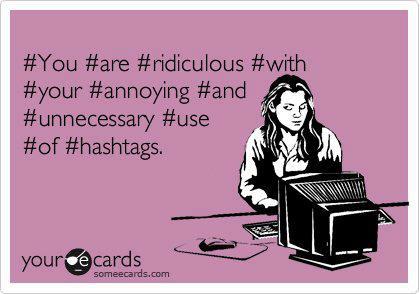 #You #are #ridiculous #with
#your #annoying #and
#unnecessary #use
#of #hashtags.
your e cards
someecards.com